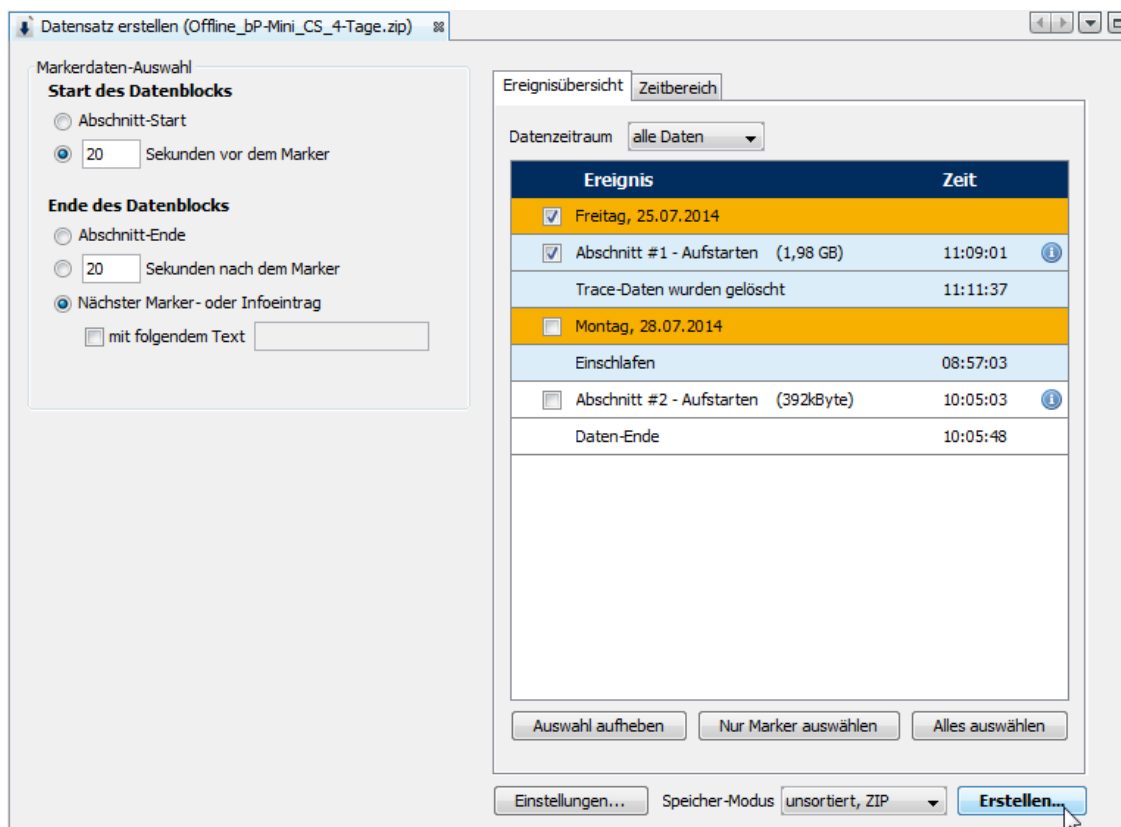 Datensatz erstellen (Offline_bP-Mini_CS_4-Tage.zip)
Markerdaten-Auswahl
Start des Datenblocks
Abschnitt-Start
20 Sekunden vor dem Marker
Ende des Datenblocks
Abschnitt-Ende
20 Sekunden nach dem Marker
Nächster Marker- oder Infoeintrag
mit folgendem Text
Ereignisübersicht Zeitbereich
Datenzeitraum alle Daten
Ereignis Zeit
Freitag, 25.07.2014
Abschnitt #1 - Aufstarten (1,98 GB) 11:09:01
Trace-Daten wurden gelöscht 11:11:37
Montag, 28.07.2014
Einschlafen 08:57:03
Abschnitt #2 - Aufstarten (392kByte) 10:05:03
Daten-Ende 10:05:48
Auswahl aufheben Nur Marker auswählen Alles auswählen
Einstellungen... Speicher-Modus unsortiert, ZIP Erstellen...